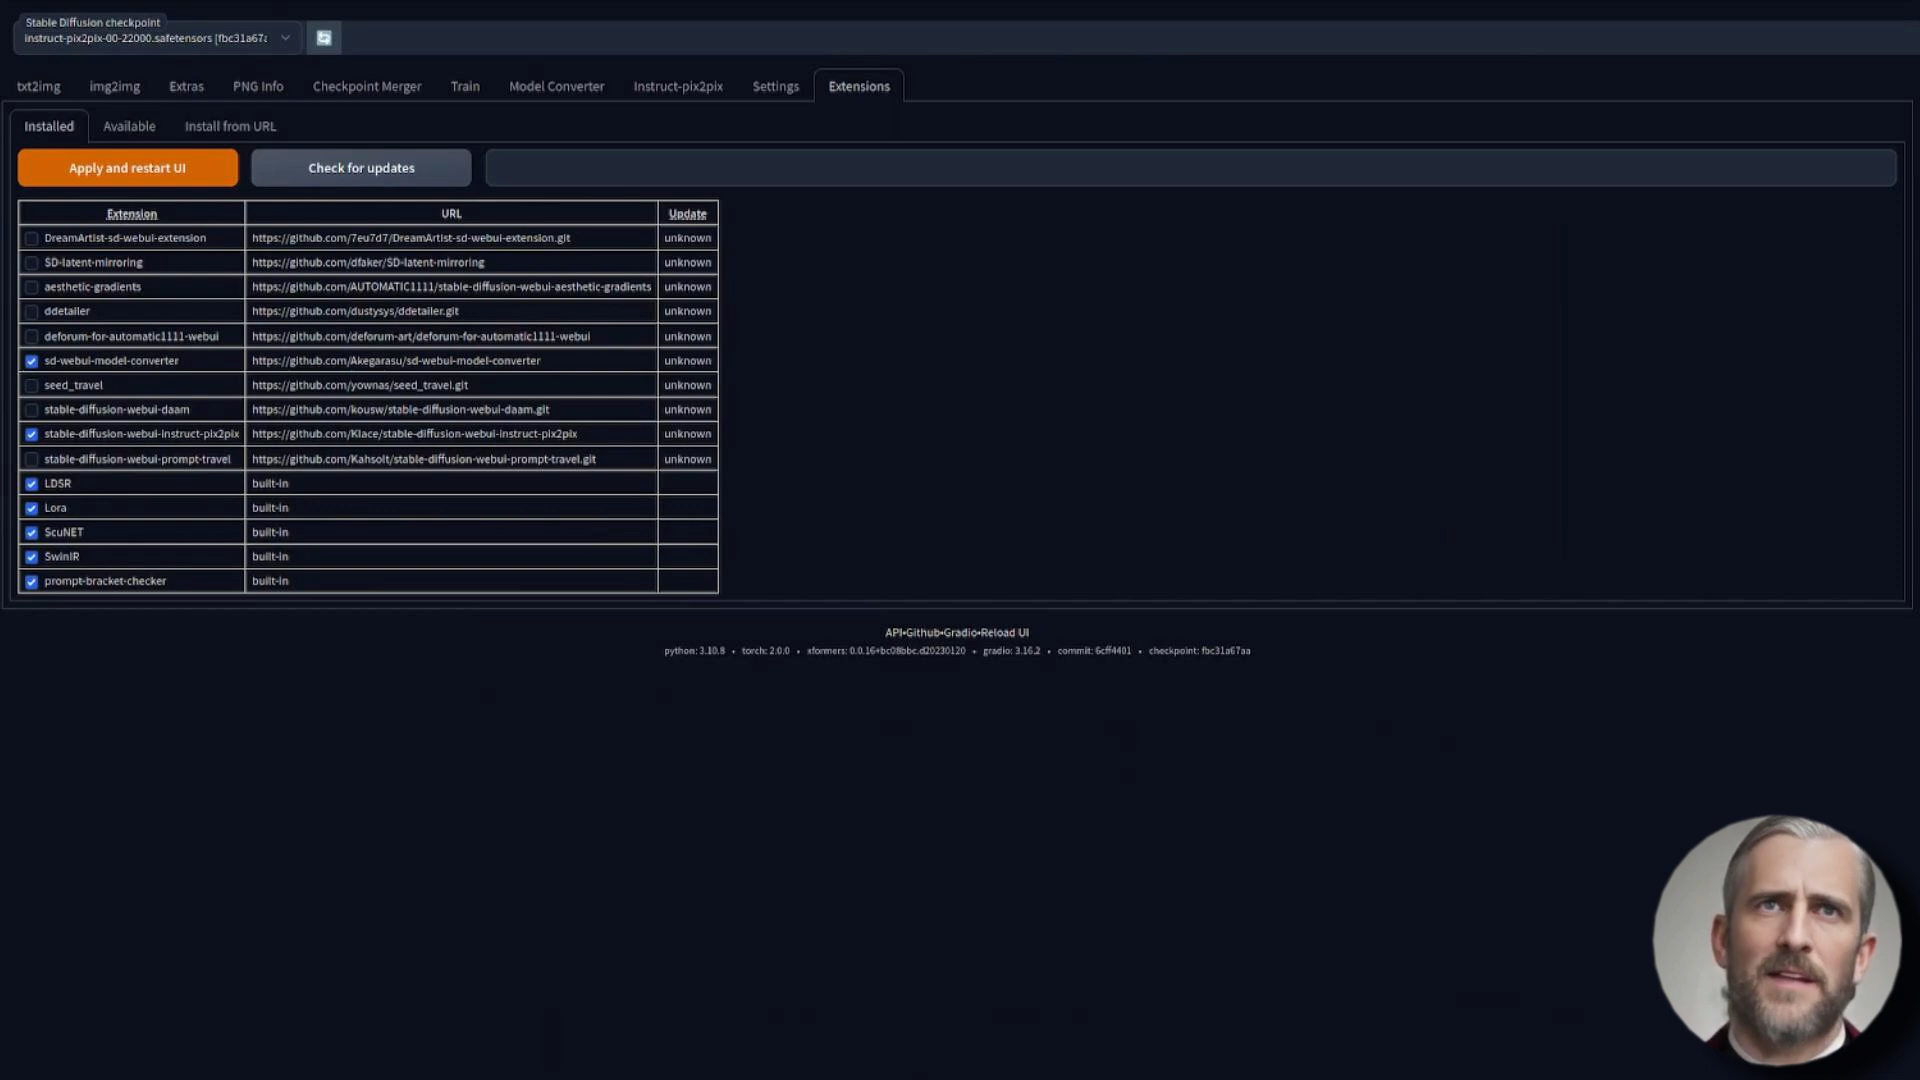 Stable Diffusion checkpoint
instruct-pix2pix-00-22000.safetensors [fbc31a67a
txt2img img2img Extras PNG Info Checkpoint Merger Train Model Converter Instruct-pix2pix Settings Extensions
Installed Available Install from URL
Apply and restart UI Check for updates
Extension URL Update
DreamArtist-sd-webui-extension https://github.com/7eu7d7/DreamArtist-sd-webui-extension.git unknown
SD-latent-mirroring https://github.com/dfaker/SD-latent-mirroring unknown
aesthetic-gradients https://github.com/AUTOMATIC1111/stable-diffusion-webui-aesthetic-gradients unknown
ddetailer https://github.com/dustysys/ddetailer.git unknown
deforum-for-automatic1111-webui https://github.com/deforum-art/deforum-for-automatic1111-webui unknown
sd-webui-model-converter https://github.com/Akegarasu/sd-webui-model-converter unknown
seed_travel https://github.com/yownas/seed_travel.git unknown
stable-diffusion-webui-daam https://github.com/kousw/stable-diffusion-webui-daam.git unknown
stable-diffusion-webui-instruct-pix2pix https://github.com/Klace/stable-diffusion-webui-instruct-pix2pix unknown
stable-diffusion-webui-prompt-travel https://github.com/Kahsolt/stable-diffusion-webui-prompt-travel.git unknown
LDSR built-in
Lora built-in
ScuNET built-in
SwinIR built-in
prompt-bracket-checker built-in
API•Github•Gradio•Reload UI
python: 3.10.8 • torch: 2.0.0 • xformers: 0.0.16+bc08bbc.d20230120 • gradio: 3.16.2 • commit: 6cff4401 • checkpoint: fbc31a67aa